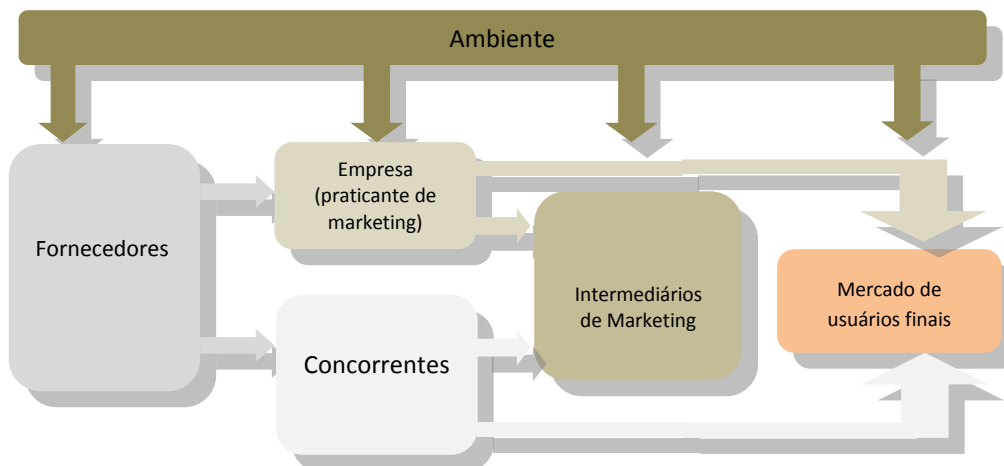 Ambiente
Empresa
(praticante de
marketing)
Fornecedores
Intermediários
de Marketing
Mercado de
usuários finais
Concorrentes